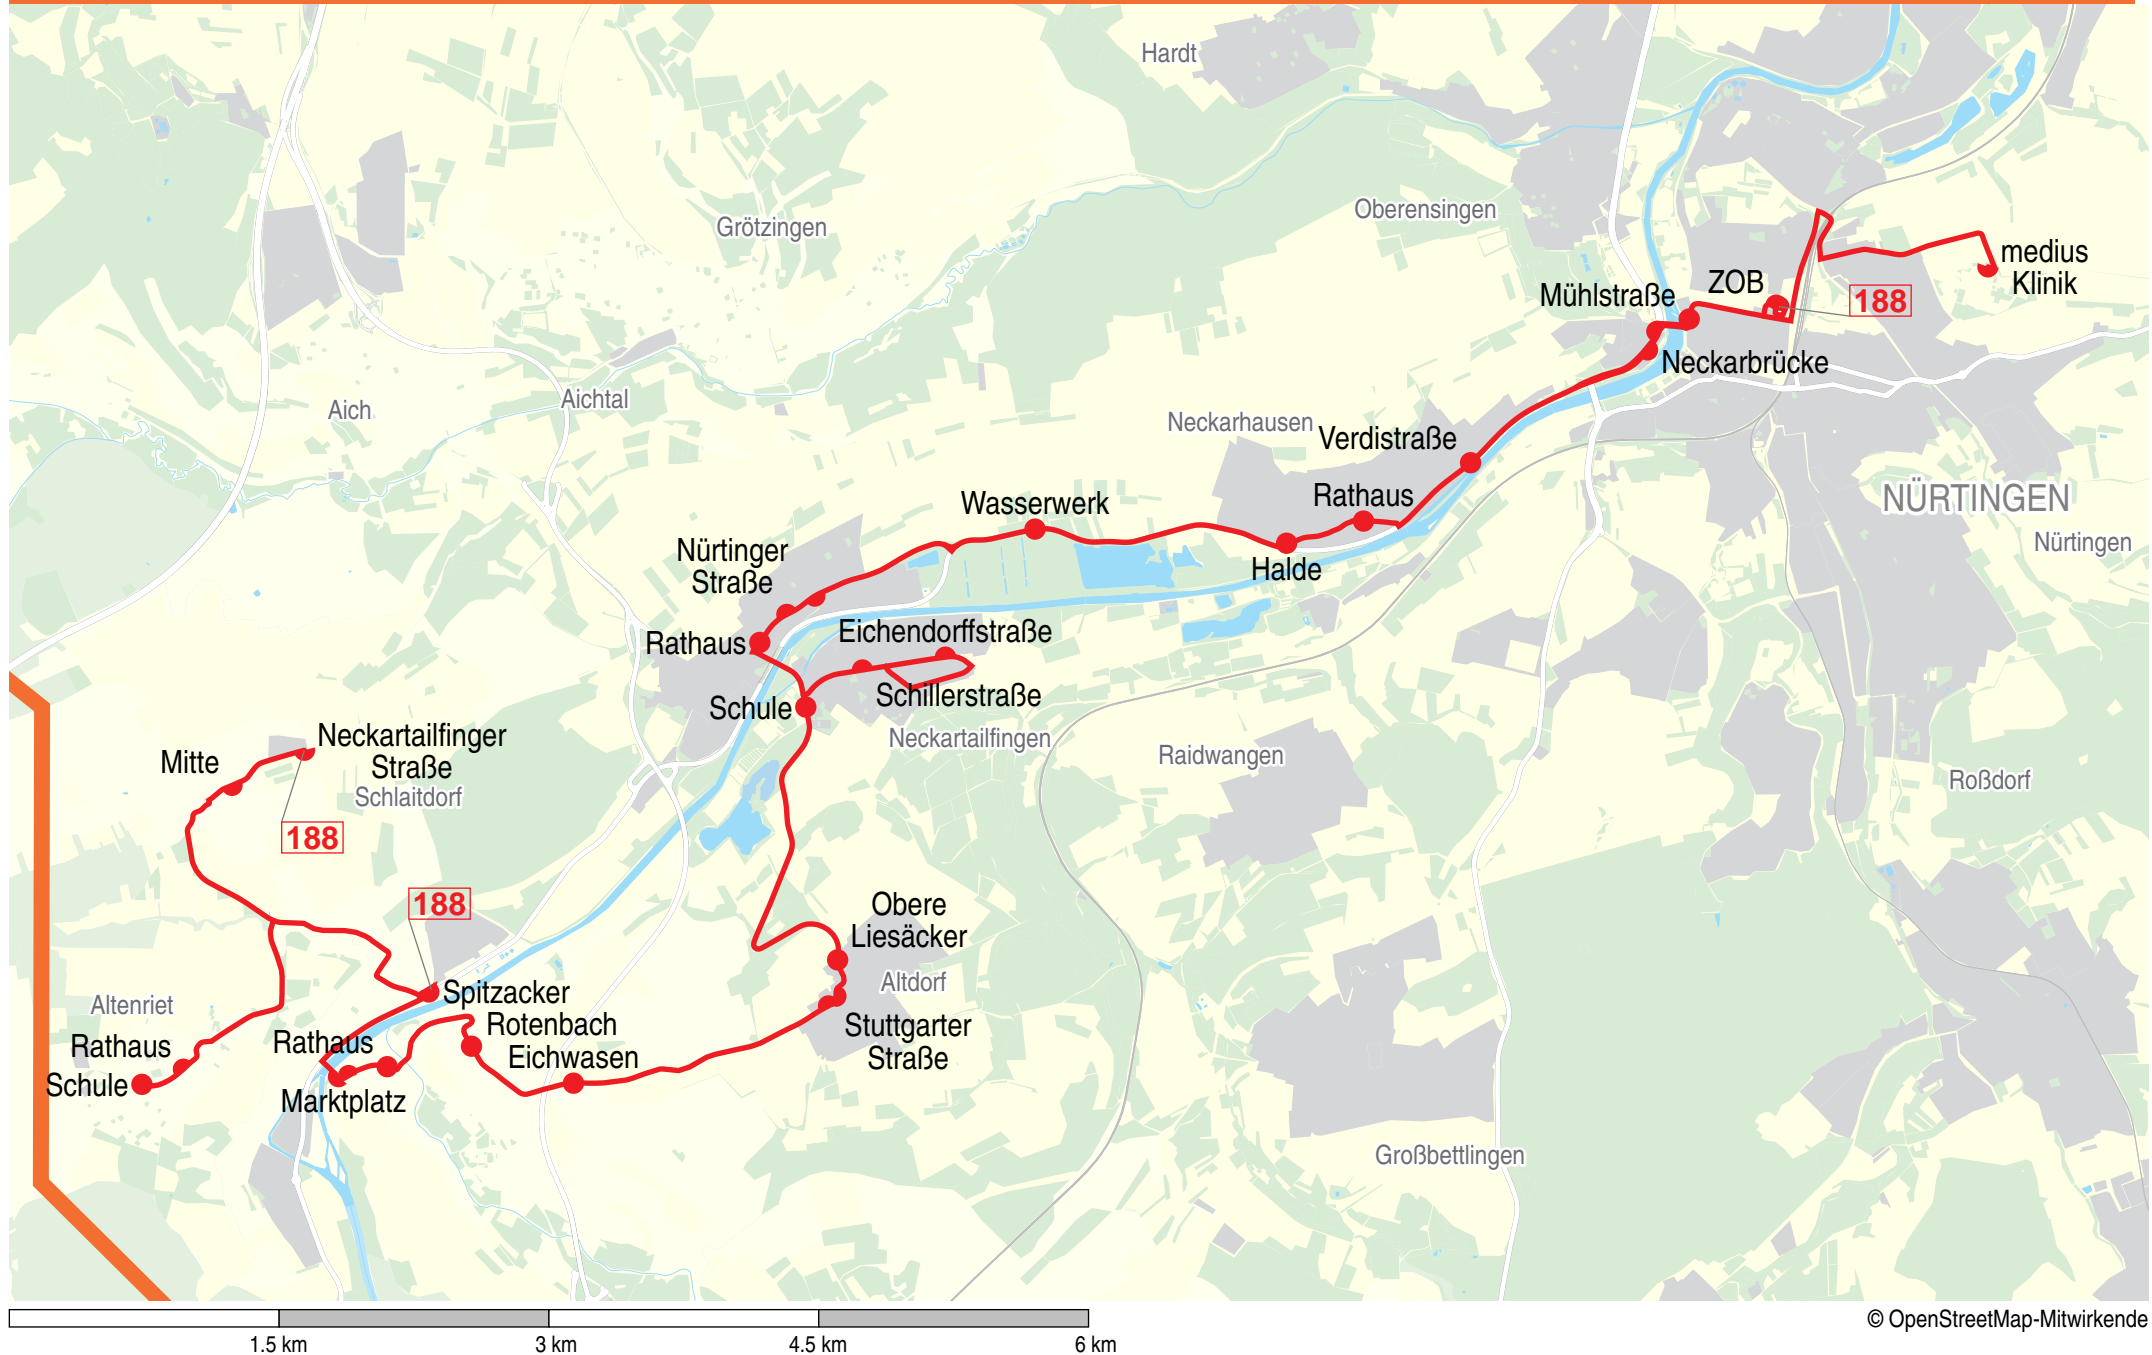 Hardt
Oberensingen
Grötzingen
medius
Klinik
ZOB
Mühlstraße
188
Neckarbrücke
Aichtal
Aich
Neckarhausen
Verdistraße
Rathaus
NÜRTINGEN
Nürtingen
Wasserwerk
Halde
Nürtinger
Straße
Rathaus
Eichendorffstraße
Schillerstraße
Schule
Neckartailfingen
Raidwangen
Roßdorf
Neckartailfinger
Straße
Mitte
Schlaitdorf
188
188
Obere
Liesäcker
Altdorf
Spitzacker
Rotenbach
Eichwasen
Stuttgarter
Straße
Altenriet
Rathaus
Schule
Rathaus
Marktplatz
Großbettlingen
© OpenStreetMap-Mitwirkende
1.5 km
3 km
4.5 km
6 km